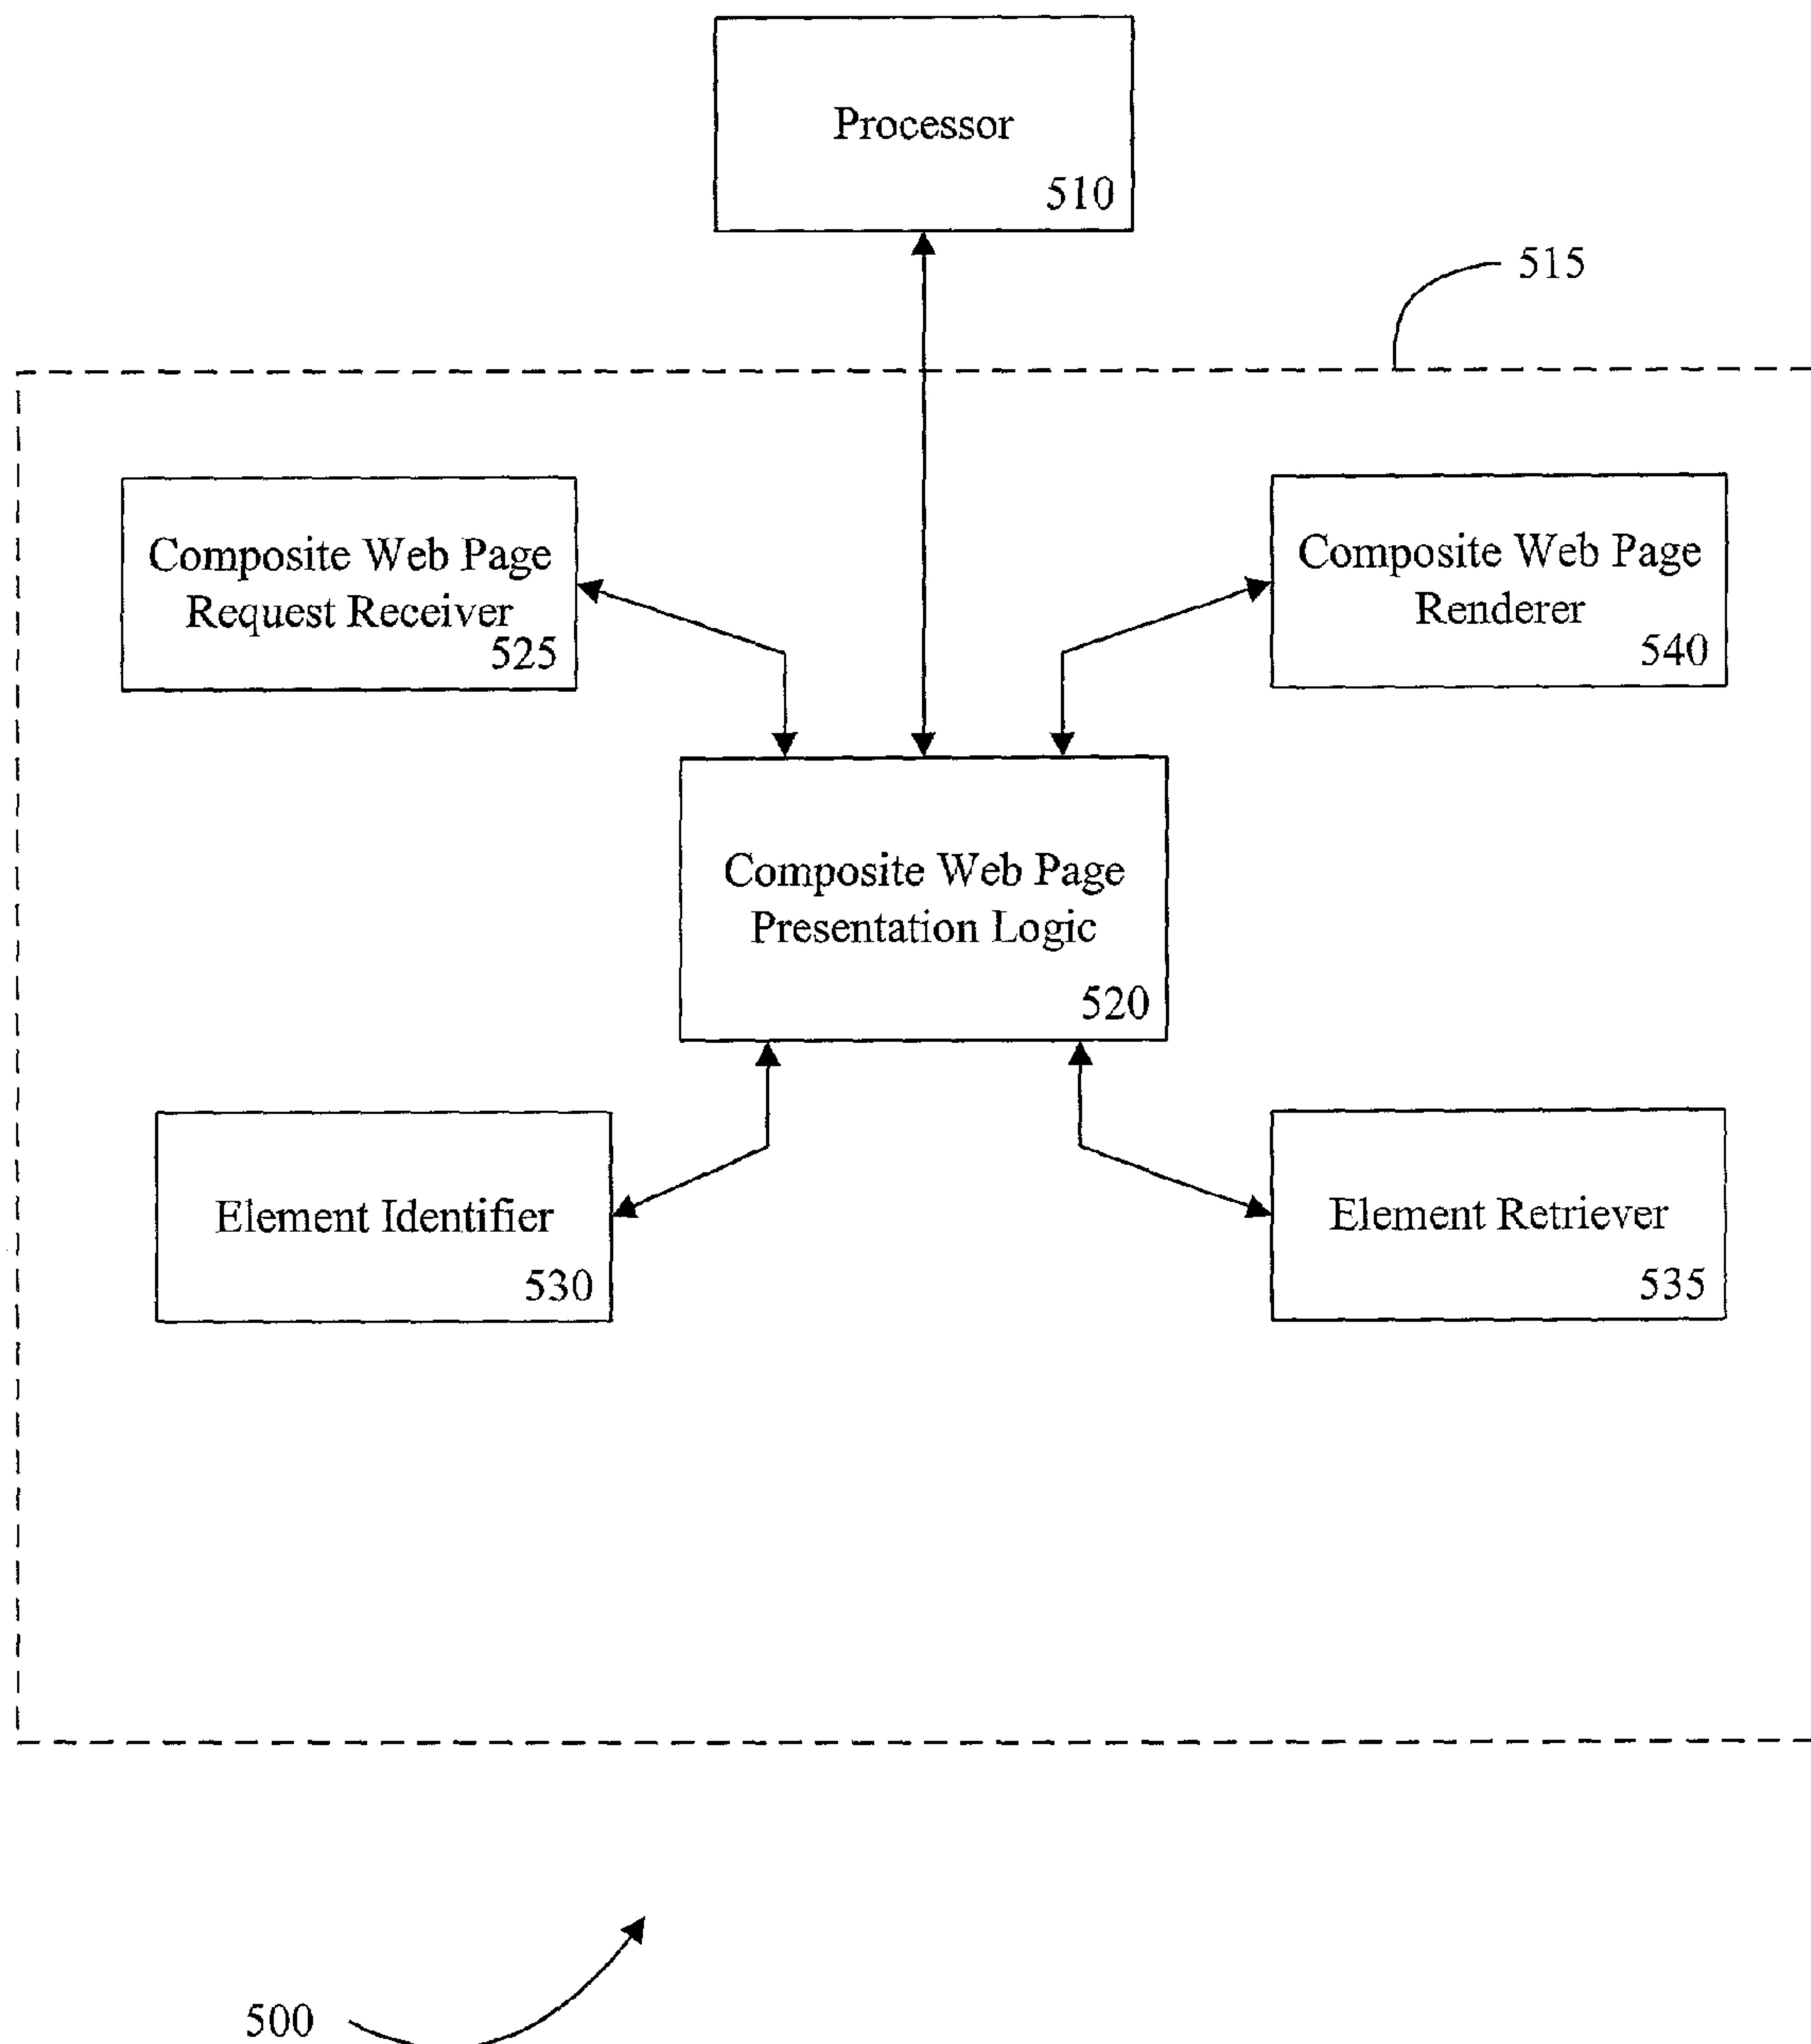 Processor
510
515
Composite Web Page
Request Receiver
525
Composite Web Page
Renderer
540
Composite Web Page
Presentation Logic
520
Element Identifier
530
Element Retriever
535
500